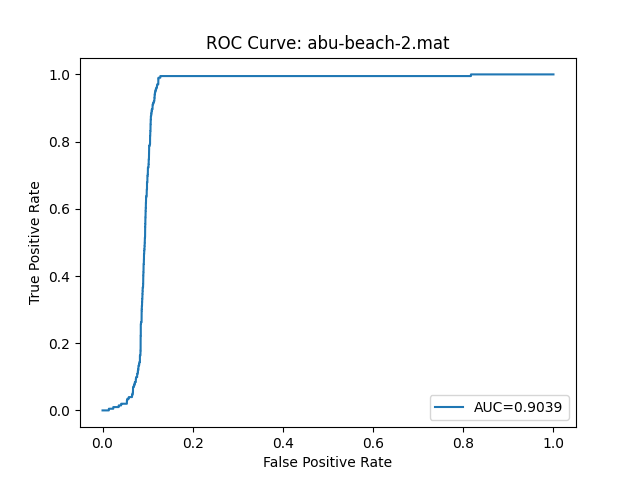 ROC Curve: abu-beach-2.mat
1.0
0.8
0.6
0.4
0.2
0.0
True Positive Rate
AUC=0.9039
0.0 0.2 0.4 0.6 0.8 1.0
False Positive Rate